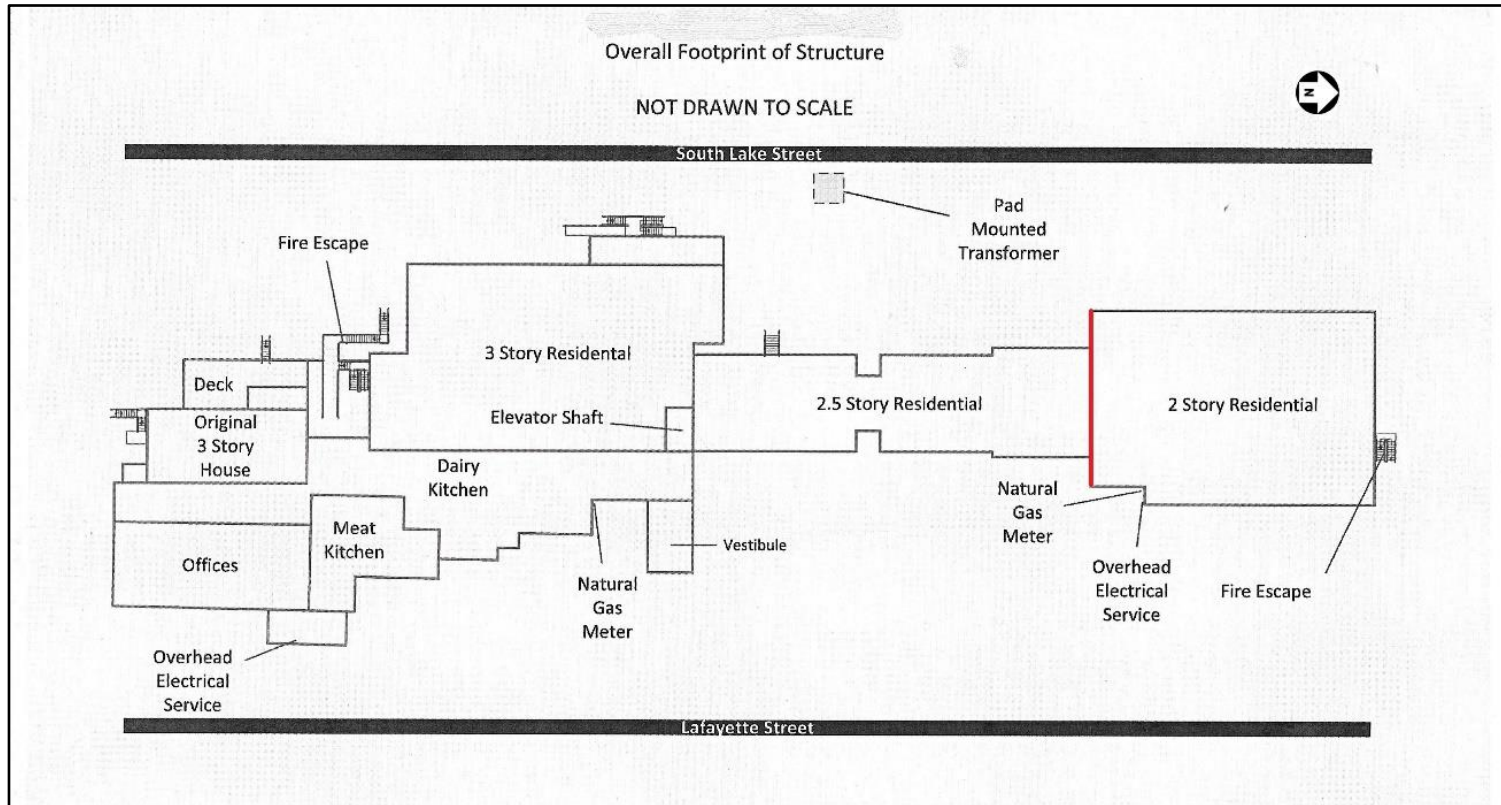 Overall Footprint of Structure
NOT DRAWN TO SCALE
N
South Lake Street
Pad
Mounted
Transformer
Fire Escape
3 Story Residental
Deck
2.5 Story Residential
2 Story Residential
Elevator Shaft
Original
3 Story
House
Dairy
Kitchen
Natural
Gas
Meter
Meat
Kitchen
Vestibule
Offices
Overhead
Electrical
Service
Fire Escape
Natural
Gas
Meter
Overhead
Electrical
Service
Lafayette Street